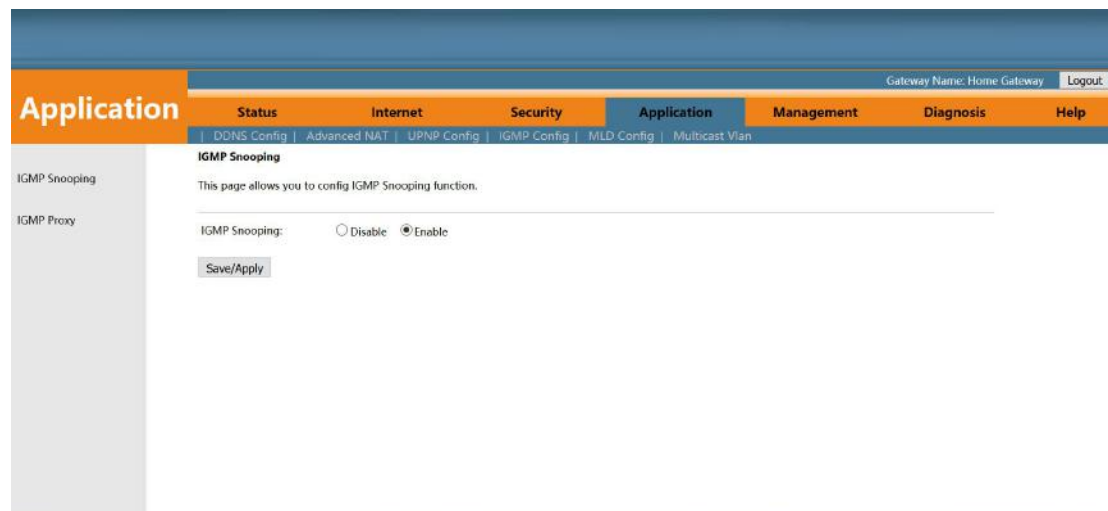 Gateway Name: Home Gateway Logout
Application
Status Internet Security Application Management Diagnosis Help
| DDNS Config | Advanced NAT | UPNP Config | IGMP Config | MLD Config | Multicast Vlan
IGMP Snooping
IGMP Proxy
IGMP Snooping
This page allows you to config IGMP Snooping function.
IGMP Snooping: Disable Enable
Save/Apply